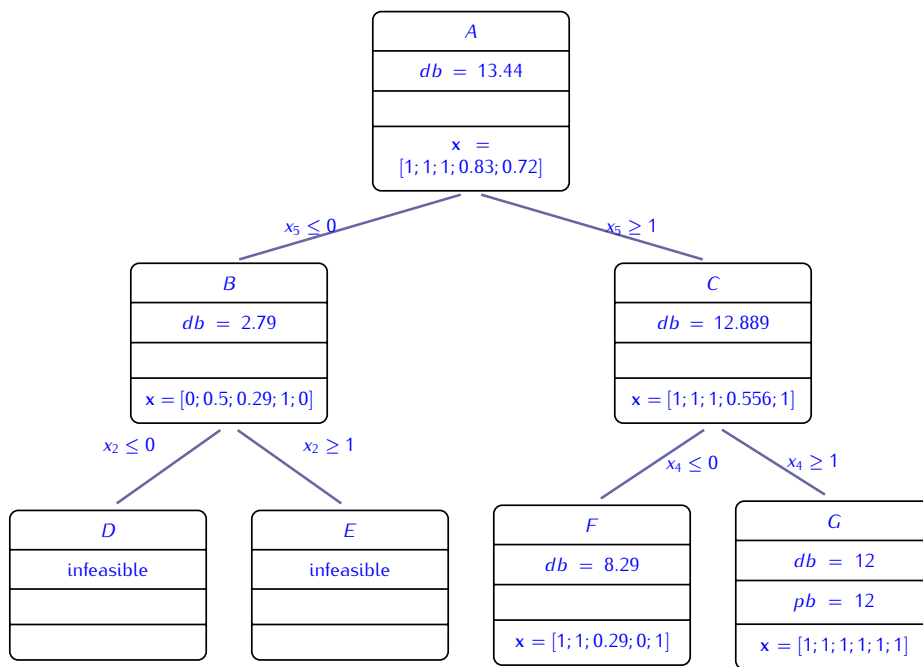 A
db = 13.44
x =
[1; 1; 1; 0.83; 0.72]
x₅ ≤ 0
x₅ ≥ 1
B
db = 2.79
x = [0; 0.5; 0.29; 1; 0]
C
db = 12.889
x = [1; 1; 1; 0.556; 1]
x₂ ≤ 0
x₂ ≥ 1
x₄ ≤ 0
x₄ ≥ 1
D
infeasible
E
infeasible
F
db = 8.29
x = [1; 1; 0.29; 0; 1]
G
db = 12
pb = 12
x = [1; 1; 1; 1; 1; 1]